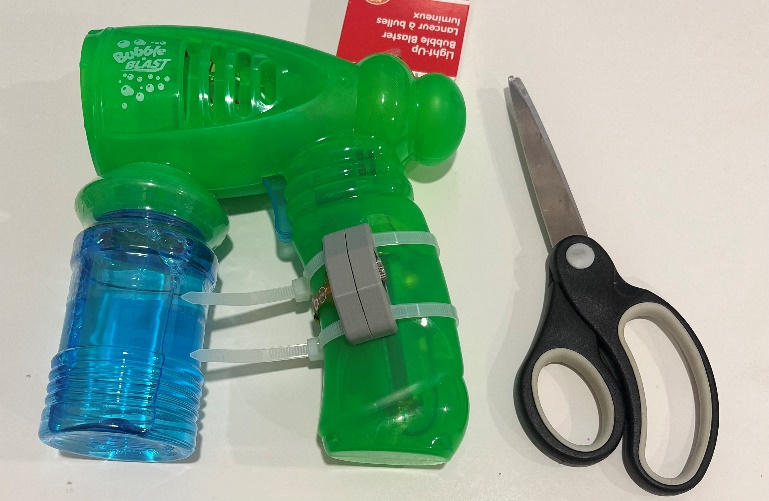 Bubble
BLAST
Light-Up
Bubble Blaster
Lanceur à bulles
lumineux